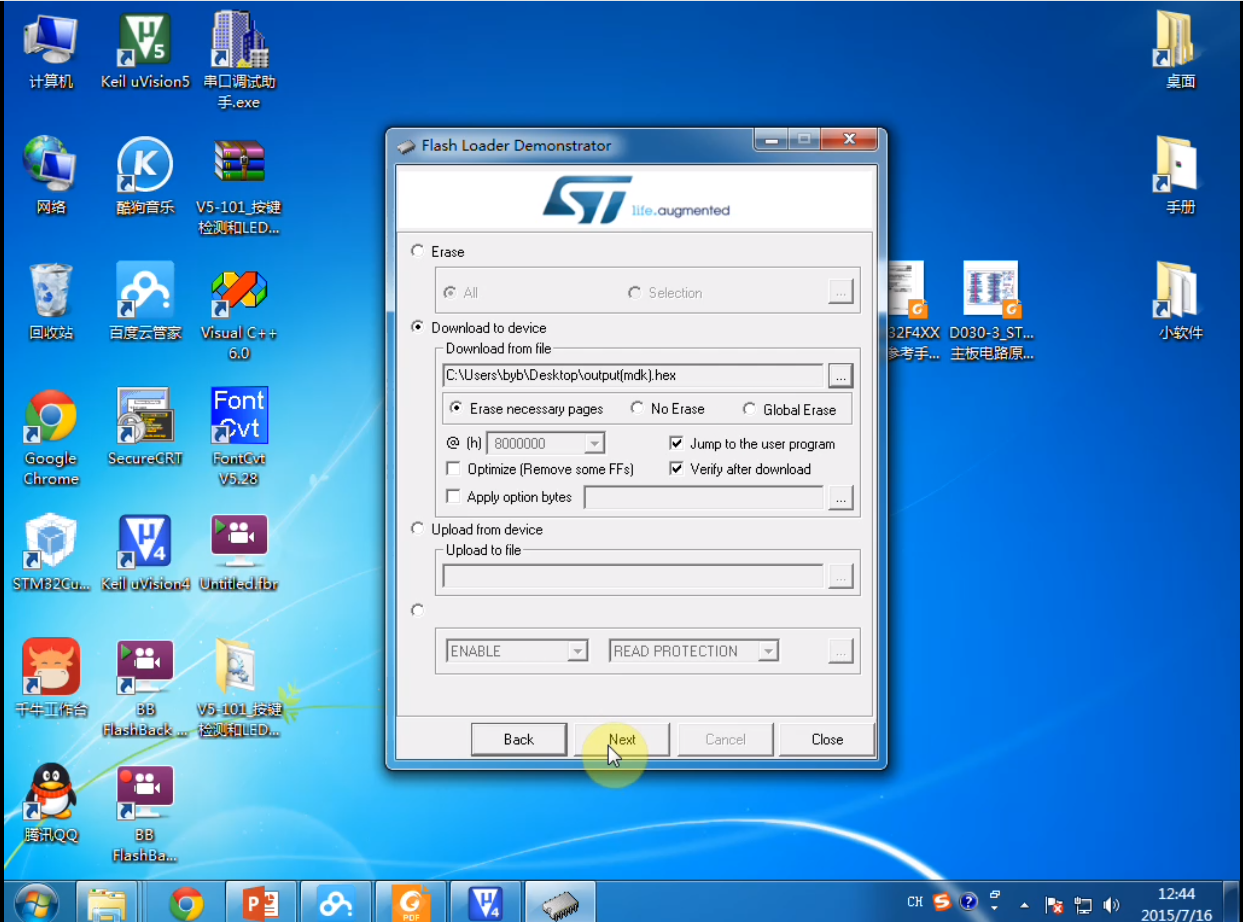 计算机
Keil uVision5
串口调试助
手.exe
桌面
网络
酷狗音乐
V5-101_按键
检测和LED...
手册
回收站
百度云管家
Visual C++
6.0
32F4XX
参考手...
D030-3_ST...
主板电路原...
小软件
Google
Chrome
SecureCRT
Font
Cvt
FontCvt
V5.28
STM32Cu...
Keil uVision4
Untitled.fbr
千牛工作台
BB
FlashBack ...
V5-101_按键
检测和LED...
腾讯QQ
BB
FlashBa...
Flash Loader Demonstrator
ST
life.augmented
Erase
All
Selection
...
Download to device
Download from file
C:\Users\byb\Desktop\output(mdk).hex
...
Erase necessary pages
No Erase
Global Erase
@ (h)
8000000
Jump to the user program
Optimize (Remove some FFs)
Verify after download
Apply option bytes
...
Upload from device
Upload to file
...
ENABLE
READ PROTECTION
...
Back
Next
Cancel
Close
CH
12:44
2015/7/16